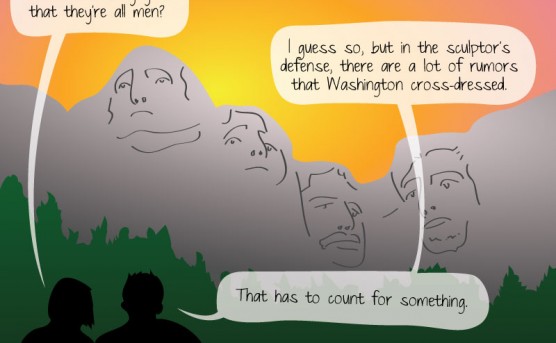 that they're all men?
I guess so, but in the sculptor's
defense, there are a lot of rumors
that Washington cross-dressed.
That has to count for something.